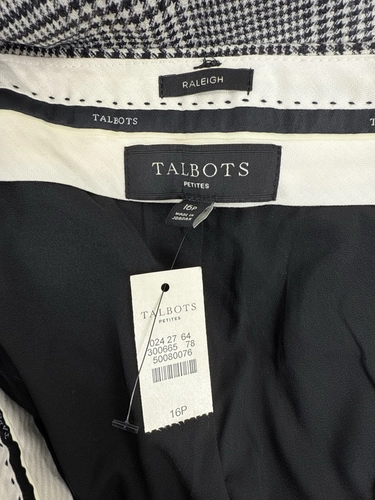 RALEIGH
TALBOTS
TALBOTS
PETITES
16P
MADE IN
TALBOTS
PETITES
024 27 64
300665 78
50080076
16P